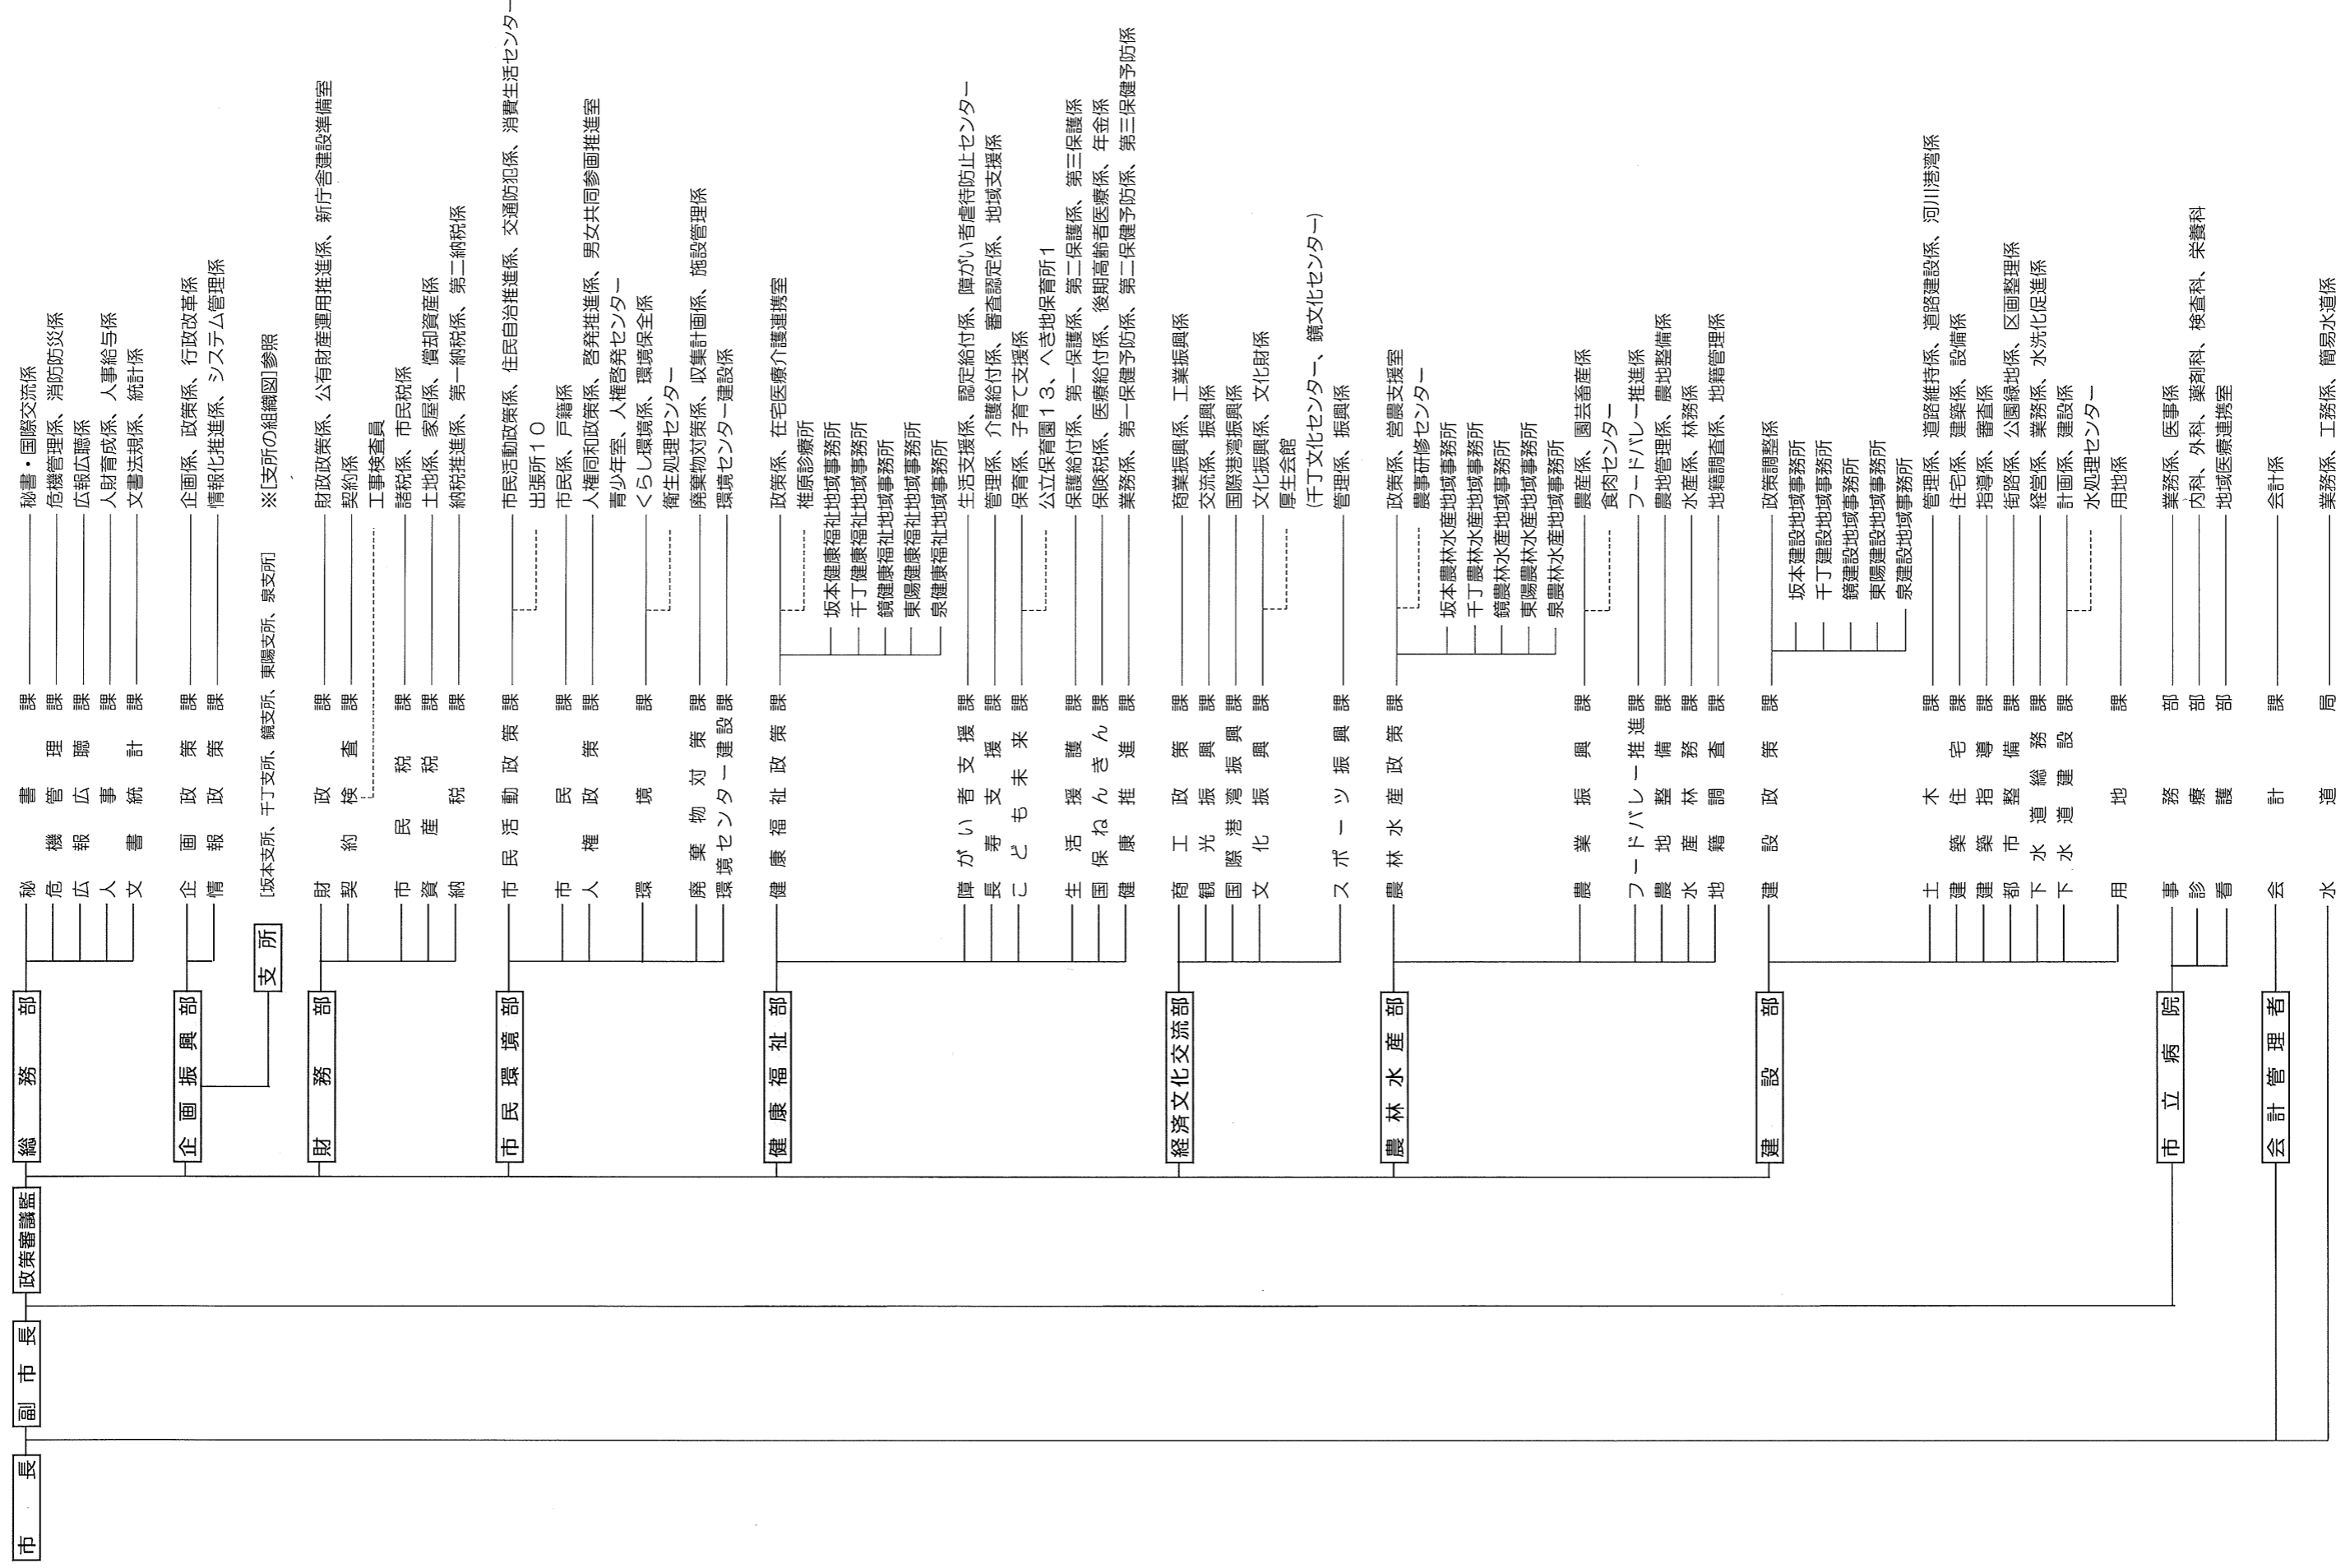 市長
副市長
政策審議監
総務部
秘書課 秘書・国際交流係
危機管理課 危機管理係、消防防災係
広報広聴課 広報広聴係
人事課 人財育成係、人事給与係
文書統計課 文書法規係、統計係
企画振興部
企画政策課 企画係、政策係、行政改革係
情報政策課 情報化推進係、システム管理係
支所 [坂本支所、千丁支所、鏡支所、東陽支所、泉支所] ※[支所の組織図]参照
財務部
財政課 財政政策係、公有財産運用推進係、新庁舎建設準備室
契約検査課 契約係
工事検査員
市民税課 諸税係、市民税係
資産税課 土地係、家屋係、償却資産係
納税課 納税推進係、第一納税係、第二納税係
市民環境部
市民活動政策課 市民活動政策係、住民自治推進係、交通防犯係、消費生活センター
出張所10
市民課 市民係、戸籍係
人権政策課 人権同和政策係、啓発推進係、男女共同参画推進室
青少年室、人権啓発センター
環境課 くらし環境係、環境保全係
衛生処理センター
廃棄物対策課 廃棄物対策係、収集計画係、施設管理係
環境センター建設課 環境センター建設係
健康福祉部
健康福祉政策課 政策係、在宅医療介護連携室
椎原診療所
坂本健康福祉地域事務所
千丁健康福祉地域事務所
鏡健康福祉地域事務所
東陽健康福祉地域事務所
泉健康福祉地域事務所
障がい者支援課 生活支援係、認定給付係、障がい者虐待防止センター
長寿支援課 管理係、介護給付係、審査認定係、地域支援係
こども未来課 保育係、子育て支援係
公立保育園13、へき地保育所1
生活援護課 保護給付係、第一保護係、第二保護係、第三保護係
国保ねんきん課 保険税係、医療給付係、後期高齢者医療係、年金係
健康推進課 業務係、第一保健予防係、第二保健予防係、第三保健予防係
経済文化交流部
商工政策課 商業振興係、工業振興係
観光振興課 交流係、振興係
国際港湾振興課 国際港湾振興係
文化振興課 文化振興係、文化財係
厚生会館
(千丁文化センター、鏡文化センター)
スポーツ振興課 管理係、振興係
農林水産部
農林水産政策課 政策係、営農支援室
農事研修センター
坂本農林水産地域事務所
千丁農林水産地域事務所
鏡農林水産地域事務所
東陽農林水産地域事務所
泉農林水産地域事務所
農業振興課 農産係、園芸畜産係
食肉センター
フードバレー推進課 フードバレー推進係
農地整備課 農地管理係、農地整備係
水産林務課 水産係、林務係
地籍調査課 地籍調査係、地籍管理係
建設部
建設政策課 政策調整係
坂本建設地域事務所
千丁建設地域事務所
鏡建設地域事務所
東陽建設地域事務所
泉建設地域事務所
土木課 管理係、道路維持係、道路建設係、河川港湾係
建築住宅課 住宅係、建築係、設備係
建築指導課 指導係、審査係
都市整備課 街路係、公園緑地係、区画整理係
下水道総務課 経営係、業務係、水洗化促進係
下水道建設課 計画係、建設係
水処理センター
用地課 用地係
市立病院
事務部 業務係、医事係
診療部 内科、外科、薬剤科、検査科、栄養科
看護部 地域医療連携室
会計管理者
会計課 会計係
水道局 業務係、工務係、簡易水道係